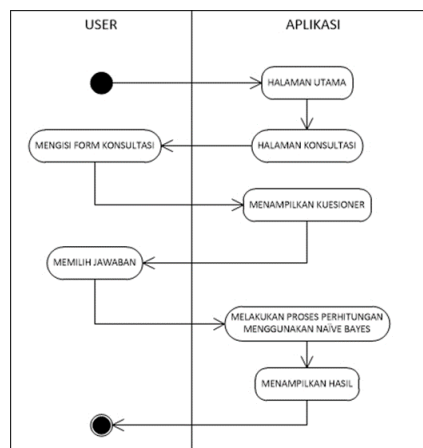 USER
APLIKASI
HALAMAN UTAMA
MENGISI FORM KONSULTASI
HALAMAN KONSULTASI
MENAMPILKAN KUESIONER
MEMILIH JAWABAN
MELAKUKAN PROSES PERHITUNGAN
MENGGUNAKAN NAÏVE BAYES
MENAMPILKAN HASIL